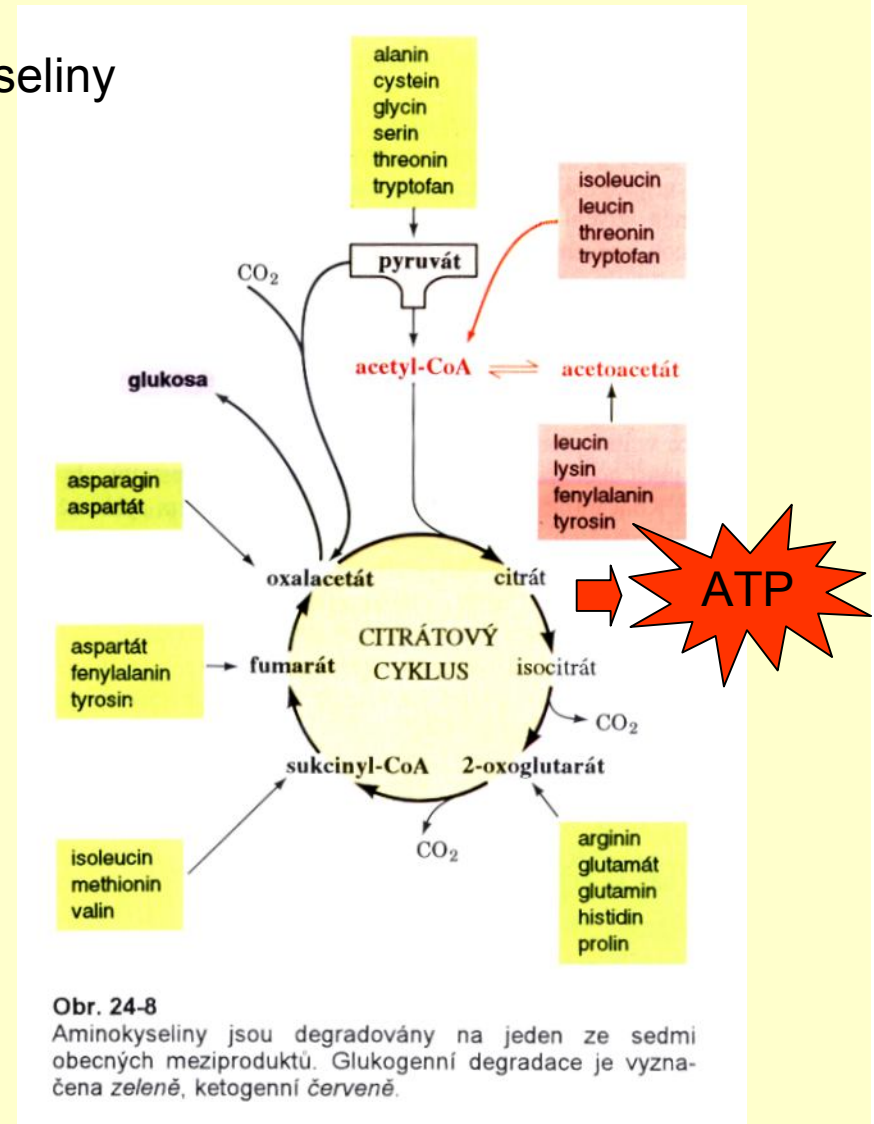 seliny
alanin
cystein
glycin
serin
threonin
tryptofan
isoleucin
leucin
threonin
tryptofan
pyruvát
CO₂
acetyl-CoA
acetoacetát
glukosa
leucin
lysin
fenylalanin
tyrosin
asparagin
aspartát
ATP
oxalacetát
citrát
CITRÁTOVÝ
CYKLUS
aspartát
fenylalanin
tyrosin
fumarát
isocitrát
CO₂
sukcinyl-CoA
2-oxoglutarát
CO₂
isoleucin
methionin
valin
arginin
glutamát
glutamin
histidin
prolin
Obr. 24-8
Aminokyseliny jsou degradovány na jeden ze sedmi
obecných meziproduktů. Glukogenní degradace je vyzna-
čena zeleně, ketogenní červeně.